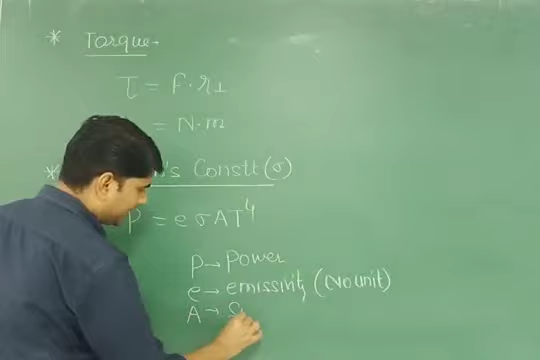 * Torque
τ = F·r⊥
= N·m
* 's Constt (σ)
P = eσAT⁴
P → Power
e → emissivity (No unit)
A → S